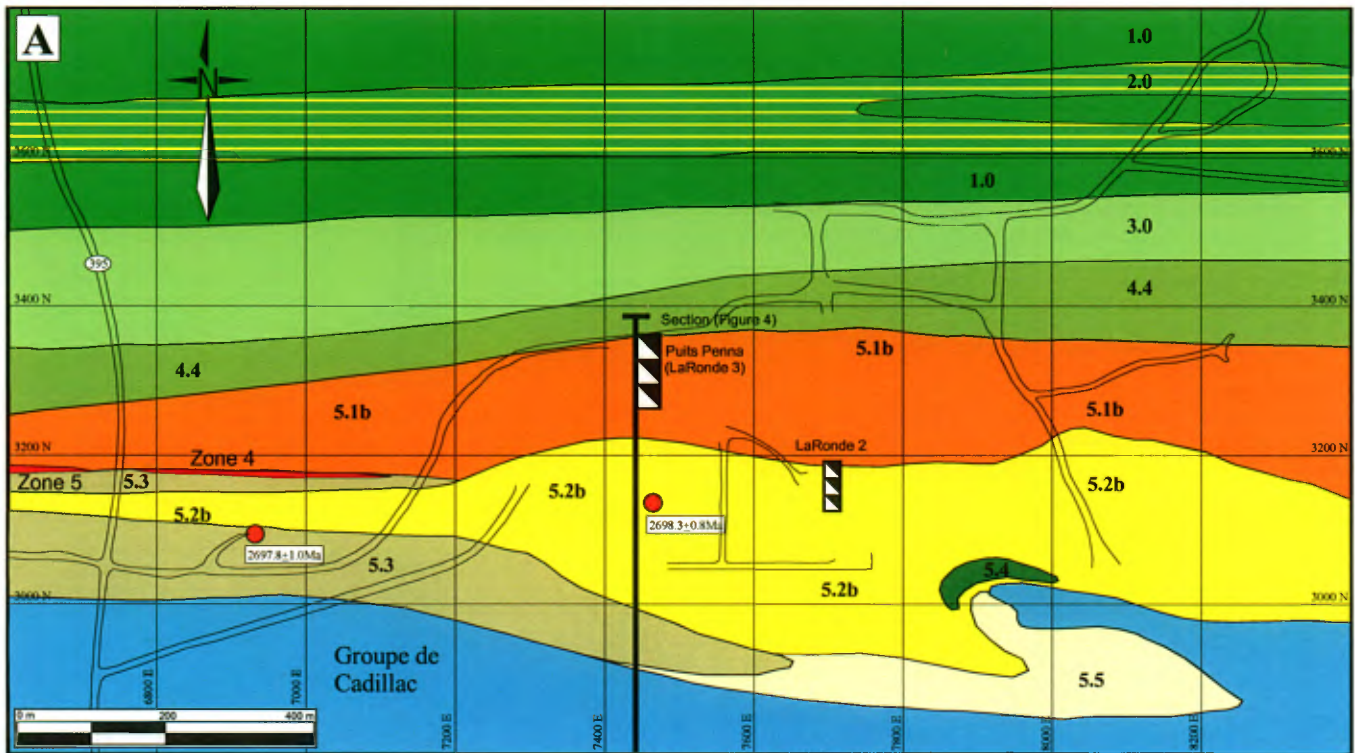 A
N
1.0
2.0
3600 N
3600 N
1.0
3.0
395
3400 N
3400 N
4.4
Section (Figure 4)
Puits Penna
(LaRonde 3)
5.1b
4.4
5.1b
5.1b
3200 N
3200 N
Zone 4
LaRonde 2
Zone 5
5.3
5.2b
5.2b
5.2b
2698.3±0.8Ma
2697.8±1.0Ma
5.3
5.4
5.2b
3000 N
3000 N
Groupe de
Cadillac
5.5
6800 E
7000 E
7200 E
7400 E
7600 E
7800 E
8000 E
8200 E
0 m
200
400 m